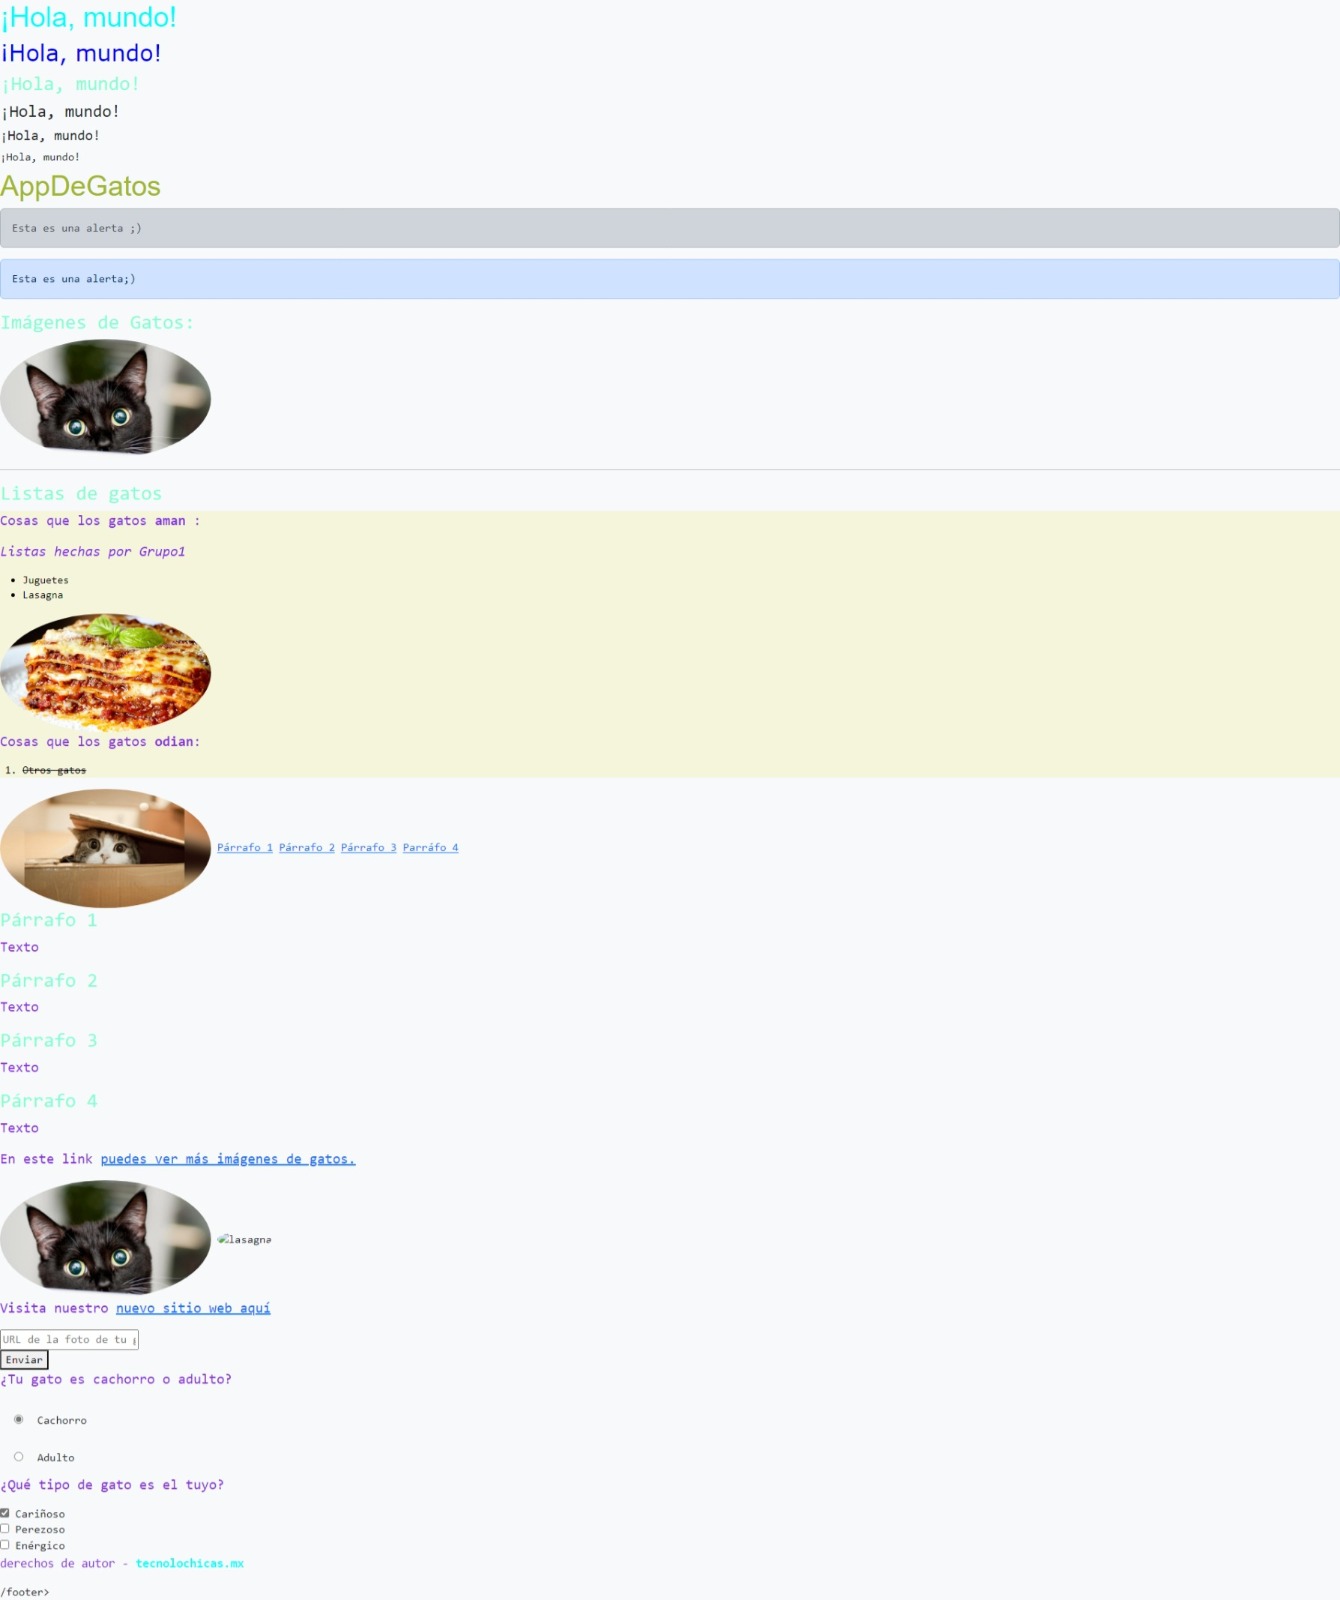 ¡Hola, mundo!
¡Hola, mundo!
¡Hola, mundo!
¡Hola, mundo!
¡Hola, mundo!
¡Hola, mundo!
AppDeGatos
Esta es una alerta ;)
Esta es una alerta;)
Imágenes de Gatos:
Listas de gatos
Cosas que los gatos aman :
Listas hechas por Grupo1
Juguetes
Lasagna
Cosas que los gatos odian:
1. Otros gatos
Párrafo 1 Párrafo 2 Párrafo 3 Parráfo 4
Párrafo 1
Texto
Párrafo 2
Texto
Párrafo 3
Texto
Párrafo 4
Texto
En este link puedes ver más imágenes de gatos.
lasagna
Visita nuestro nuevo sitio web aquí
URL de la foto de tu
Enviar
¿Tu gato es cachorro o adulto?
Cachorro
Adulto
¿Qué tipo de gato es el tuyo?
Cariñoso
Perezoso
Enérgico
derechos de autor - tecnolochicas.mx
/footer>